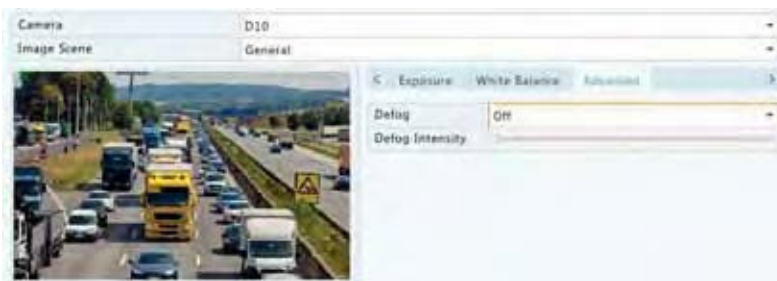 Camera D10
Image Scene General
< Exposure White Balance Advanced >
Defog Off
Defog Intensity